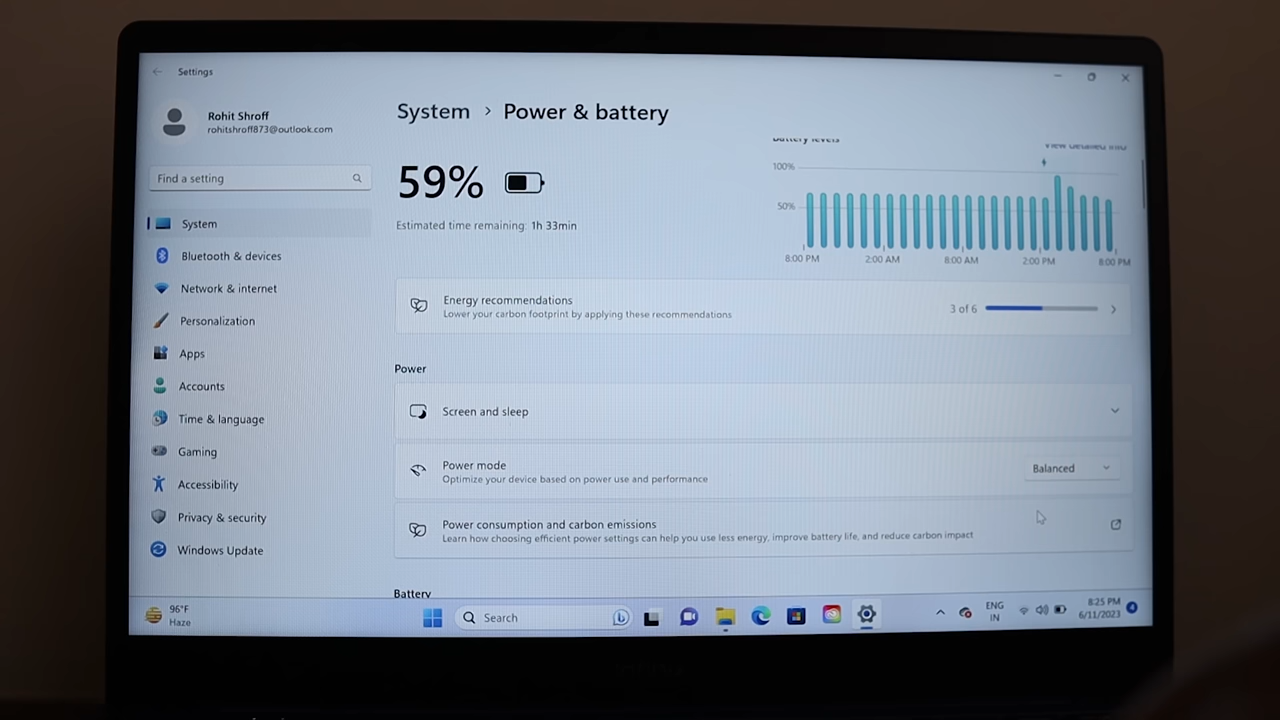 Settings
Rohit Shroff
rohitshroff873@outlook.com
Find a setting
System
Bluetooth & devices
Network & internet
Personalization
Apps
Accounts
Time & language
Gaming
Accessibility
Privacy & security
Windows Update
System > Power & battery
59%
Estimated time remaining: 1h 33min
Battery levels
View detailed info
100%
50%
8:00 PM 2:00 AM 8:00 AM 2:00 PM 8:00 PM
Energy recommendations
Lower your carbon footprint by applying these recommendations
3 of 6
Power
Screen and sleep
Power mode
Optimize your device based on power use and performance
Balanced
Power consumption and carbon emissions
Learn how choosing efficient power settings can help you use less energy, improve battery life, and reduce carbon impact
Battery
96°F
Haze
Search
ENG
IN
8:25 PM
6/11/2023
4